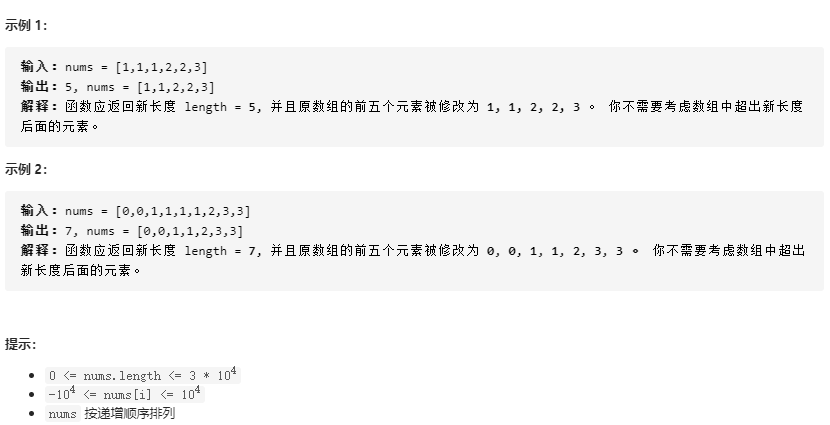 示例 1:
输入: nums = [1,1,1,2,2,3]
输出: 5, nums = [1,1,2,2,3]
解释: 函数应返回新长度 length = 5, 并且原数组的前五个元素被修改为 1, 1, 2, 2, 3 。 你不需要考虑数组中超出新长度
后面的元素。
示例 2:
输入: nums = [0,0,1,1,1,1,2,3,3]
输出: 7, nums = [0,0,1,1,2,3,3]
解释: 函数应返回新长度 length = 7, 并且原数组的前五个元素被修改为 0, 0, 1, 1, 2, 3, 3 。 你不需要考虑数组中超出
新长度后面的元素。
提示:
• 0 <= nums.length <= 3 * 10⁴
• -10⁴ <= nums[i] <= 10⁴
• nums 按递增顺序排列